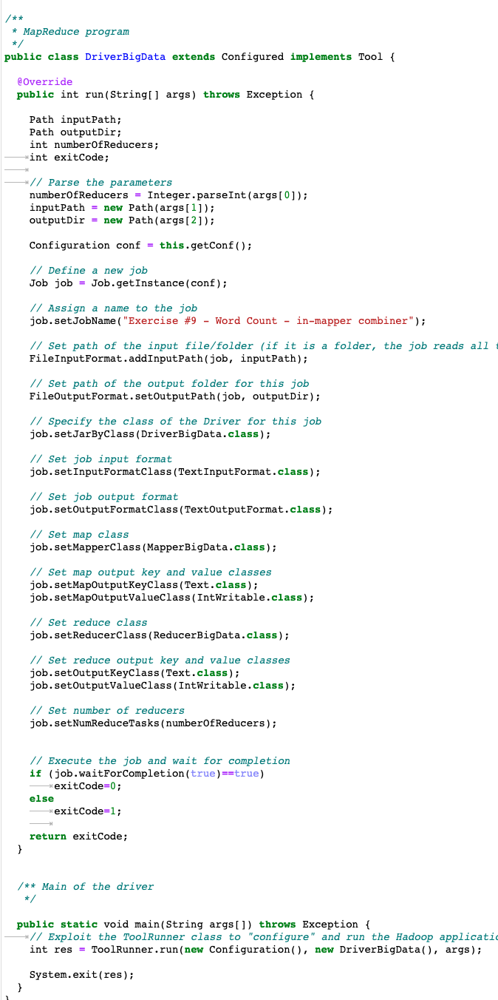 /**
 * MapReduce program
 */
public class DriverBigData extends Configured implements Tool {
@Override
public int run(String[] args) throws Exception {
Path inputPath;
Path outputDir;
int numberOfReducers;
int exitCode;
// Parse the parameters
numberOfReducers = Integer.parseInt(args[0]);
inputPath = new Path(args[1]);
outputDir = new Path(args[2]);
Configuration conf = this.getConf();
// Define a new job
Job job = Job.getInstance(conf);
// Assign a name to the job
job.setJobName("Exercise #9 - Word Count - in-mapper combiner");
// Set path of the input file/folder (if it is a folder, the job reads all
FileInputFormat.addInputPath(job, inputPath);
// Set path of the output folder for this job
FileOutputFormat.setOutputPath(job, outputDir);
// Specify the class of the Driver for this job
job.setJarByClass(DriverBigData.class);
// Set job input format
job.setInputFormatClass(TextInputFormat.class);
// Set job output format
job.setOutputFormatClass(TextOutputFormat.class);
// Set map class
job.setMapperClass(MapperBigData.class);
// Set map output key and value classes
job.setMapOutputKeyClass(Text.class);
job.setMapOutputValueClass(IntWritable.class);
// Set reduce class
job.setReducerClass(ReducerBigData.class);
// Set reduce output key and value classes
job.setOutputKeyClass(Text.class);
job.setOutputValueClass(IntWritable.class);
// Set number of reducers
job.setNumReduceTasks(numberOfReducers);
// Execute the job and wait for completion
if (job.waitForCompletion(true)==true)
exitCode=0;
else
exitCode=1;
return exitCode;
}
/** Main of the driver
 */
public static void main(String args[]) throws Exception {
// Exploit the ToolRunner class to "configure" and run the Hadoop applicatio
int res = ToolRunner.run(new Configuration(), new DriverBigData(), args);
System.exit(res);
}
}